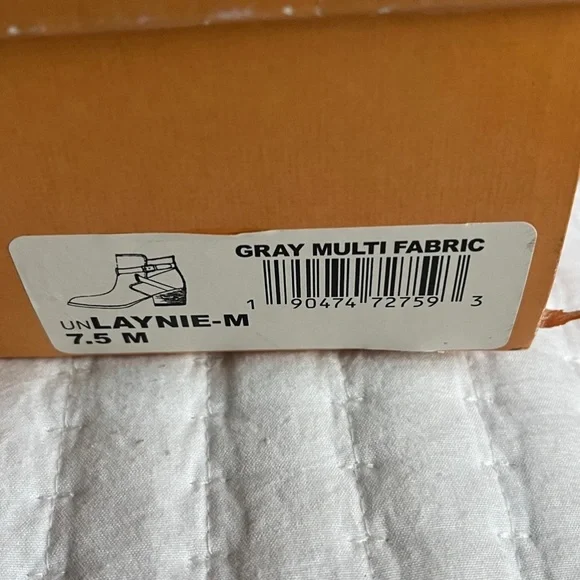 GRAY MULTI FABRIC
1 90474 72759 3
UNLAYNIE-M
7.5 M